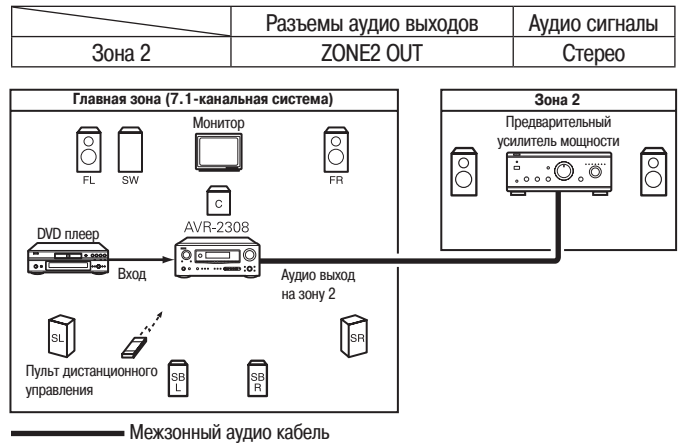 Разъемы аудио выходов Аудио сигналы
Зона 2 ZONE2 OUT Стерео
Главная зона (7.1-канальная система)
Монитор
FL SW FR
C
AVR-2308
DVD плеер
Вход
Аудио выход
на зону 2
SL SR
Пульт дистанционного
управления
SB
L
SB
R
Зона 2
Предварительный
усилитель мощности
Межзонный аудио кабель